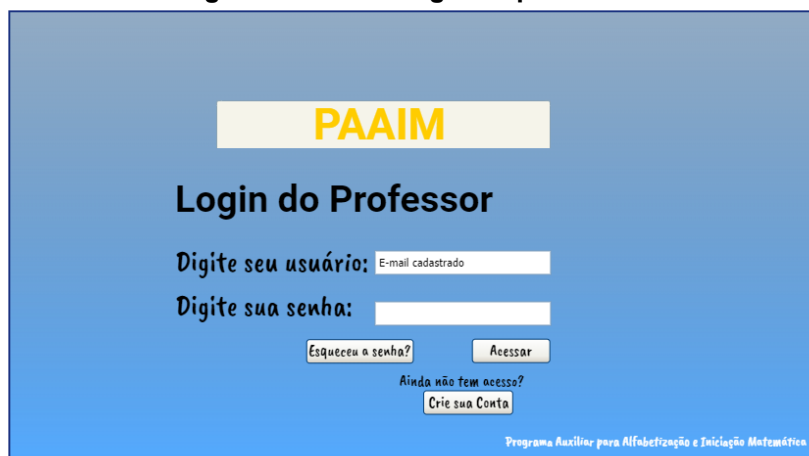 PAAIM
Login do Professor
Digite seu usuário: E-mail cadastrado
Digite sua senha:
Esqueceu a senha? Acessar
Ainda não tem acesso?
Crie sua Conta
Programa Auxiliar para Alfabetização e Iniciação Matemática